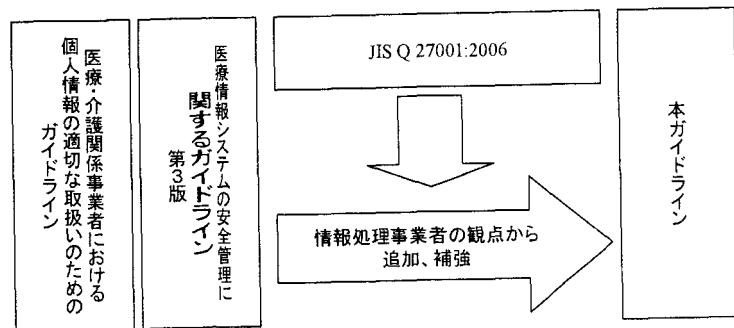 医療・介護関係事業者における
個人情報の適切な取扱いのための
ガイドライン
医療情報システムの安全管理に
関するガイドライン
第3版
JIS Q 27001:2006
情報処理事業者の観点から
追加、補強
本ガイドライン